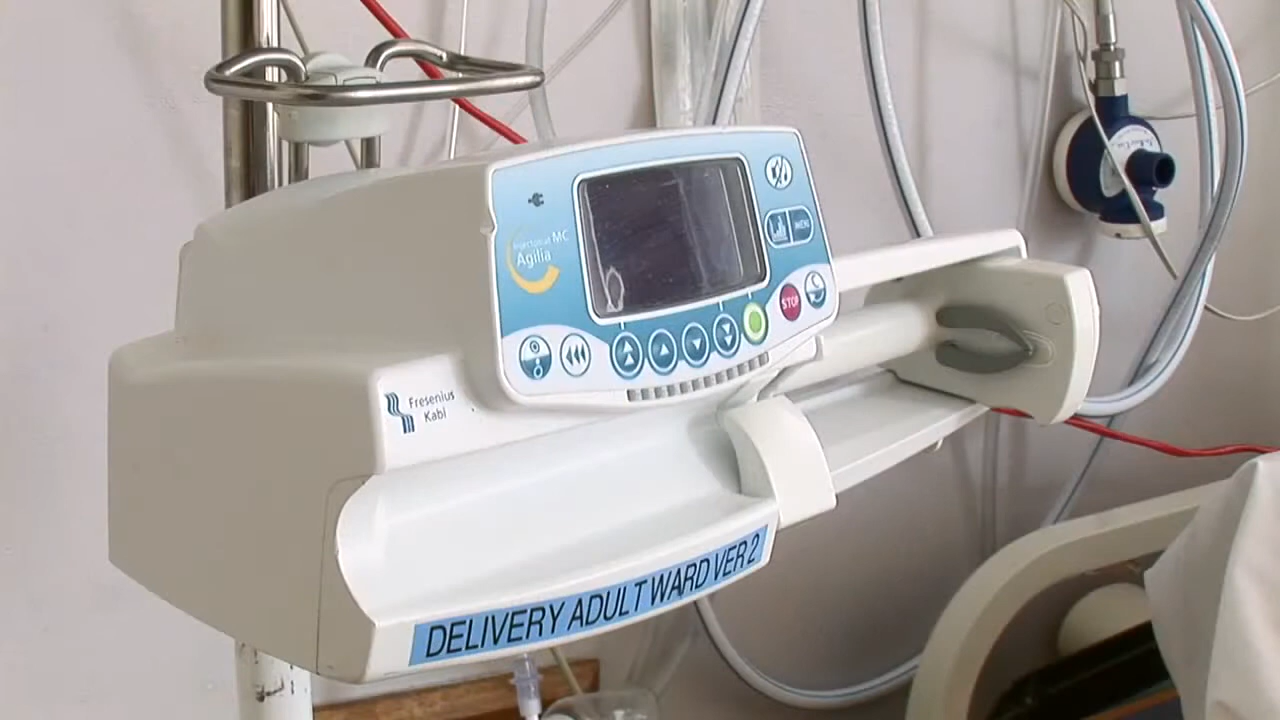 Injectomat MC
Agilia
MENU
STOP
Fresenius
Kabi
DELIVERY ADULT WARD VER 2